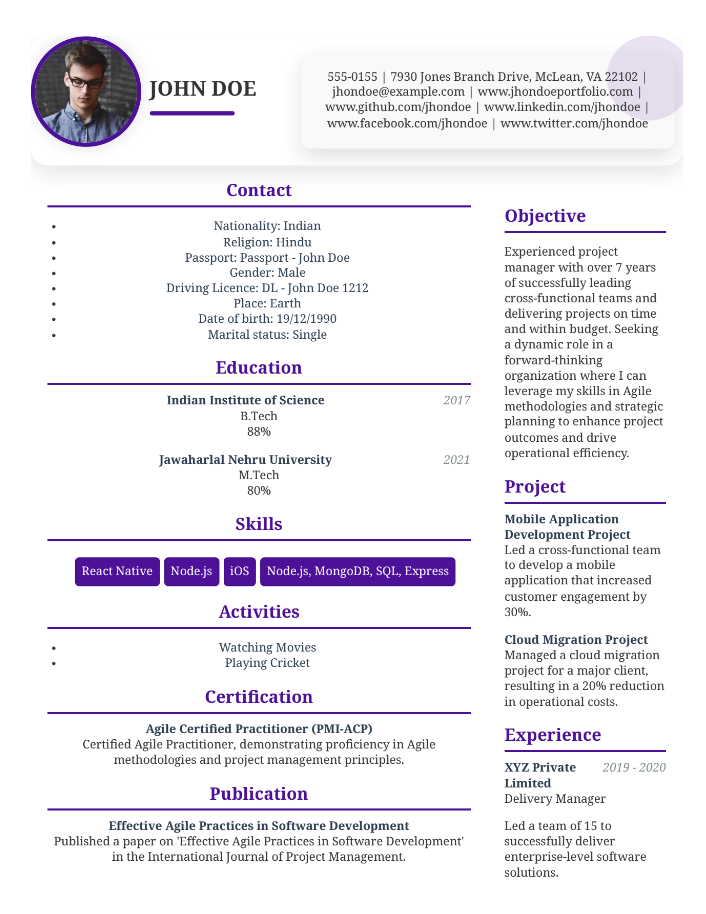 JOHN DOE
555-0155 | 7930 Jones Branch Drive, McLean, VA 22102 |
jhondoe@example.com | www.jhondoeportfolio.com |
www.github.com/jhondoe | www.linkedin.com/jhondoe |
www.facebook.com/jhondoe | www.twitter.com/jhondoe
Contact
• Nationality: Indian
• Religion: Hindu
• Passport: Passport - John Doe
• Gender: Male
• Driving Licence: DL - John Doe 1212
• Place: Earth
• Date of birth: 19/12/1990
• Marital status: Single
Education
Indian Institute of Science 2017
B.Tech
88%
Jawaharlal Nehru University 2021
M.Tech
80%
Skills
React Native Node.js iOS Node.js, MongoDB, SQL, Express
Activities
• Watching Movies
• Playing Cricket
Certification
Agile Certified Practitioner (PMI-ACP)
Certified Agile Practitioner, demonstrating proficiency in Agile
methodologies and project management principles.
Publication
Effective Agile Practices in Software Development
Published a paper on 'Effective Agile Practices in Software Development'
in the International Journal of Project Management.
Objective
Experienced project
manager with over 7 years
of successfully leading
cross-functional teams and
delivering projects on time
and within budget. Seeking
a dynamic role in a
forward-thinking
organization where I can
leverage my skills in Agile
methodologies and strategic
planning to enhance project
outcomes and drive
operational efficiency.
Project
Mobile Application
Development Project
Led a cross-functional team
to develop a mobile
application that increased
customer engagement by
30%.
Cloud Migration Project
Managed a cloud migration
project for a major client,
resulting in a 20% reduction
in operational costs.
Experience
XYZ Private 2019 - 2020
Limited
Delivery Manager
Led a team of 15 to
successfully deliver
enterprise-level software
solutions.